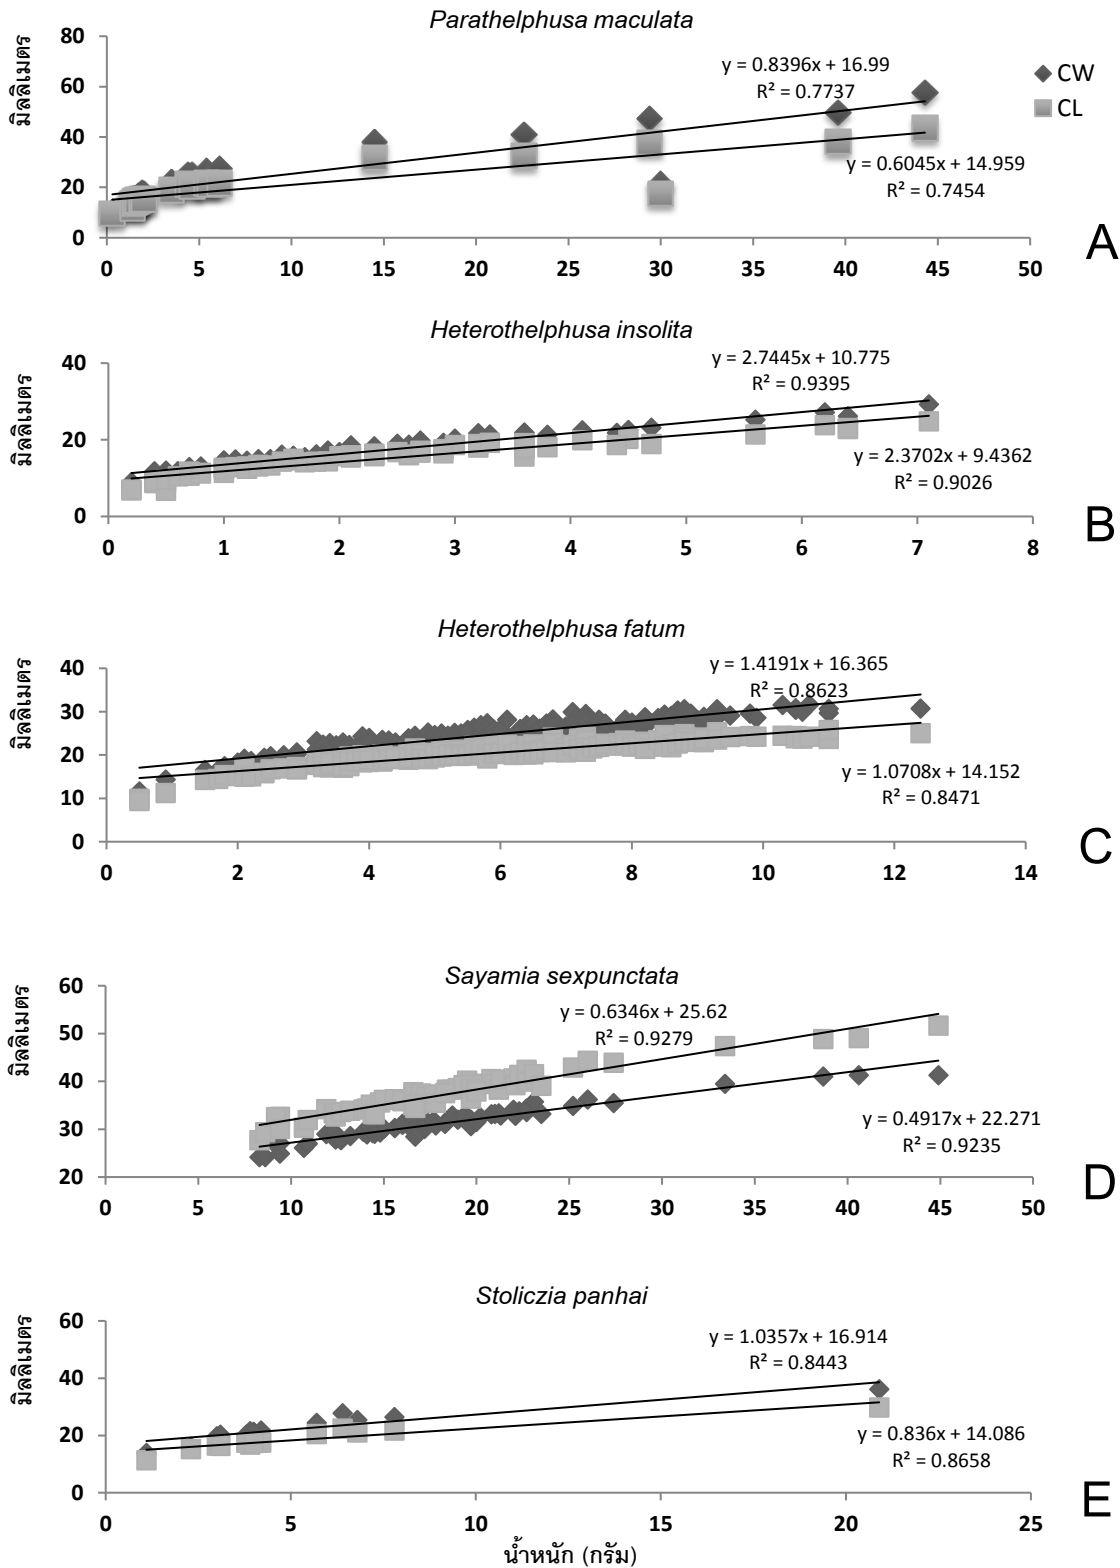 Parathelphusa maculata
มิลลิเมตร
80
60
40
20
0
y = 0.8396x + 16.99
R² = 0.7737
CW
CL
y = 0.6045x + 14.959
R² = 0.7454
0 5 10 15 20 25 30 35 40 45 50
A
Heterothelphusa insolita
มิลลิเมตร
40
20
0
y = 2.7445x + 10.775
R² = 0.9395
y = 2.3702x + 9.4362
R² = 0.9026
0 1 2 3 4 5 6 7 8
B
Heterothelphusa fatum
มิลลิเมตร
40
30
20
10
0
y = 1.4191x + 16.365
R² = 0.8623
y = 1.0708x + 14.152
R² = 0.8471
0 2 4 6 8 10 12 14
C
Sayamia sexpunctata
มิลลิเมตร
60
50
40
30
20
y = 0.6346x + 25.62
R² = 0.9279
y = 0.4917x + 22.271
R² = 0.9235
0 5 10 15 20 25 30 35 40 45 50
D
Stoliczia panhai
มิลลิเมตร
60
40
20
0
y = 1.0357x + 16.914
R² = 0.8443
y = 0.836x + 14.086
R² = 0.8658
0 5 10 15 20 25
น้ำหนัก (กรัม)
E